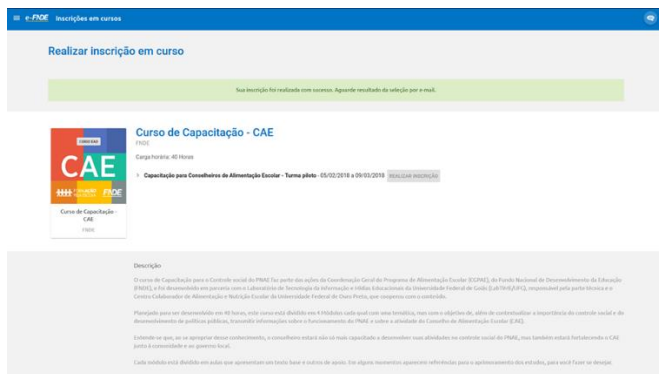 e-FNDE Inscrições em cursos
Realizar inscrição em curso
Sua inscrição foi realizada com sucesso. Aguarde resultado da seleção por e-mail.
CURSO EAD
CAE
FNDE
Curso de Capacitação -
CAE
FNDE
Curso de Capacitação - CAE
FNDE
Carga horária: 40 Horas
Capacitação para Conselheiros de Alimentação Escolar - Turma piloto - 05/02/2018 a 09/03/2018 REALIZAR INSCRIÇÃO
Descrição
O curso de Capacitação para o Controle social do PNAE faz parte das ações da Coordenação Geral do Programa de Alimentação Escolar (CGPAE), do Fundo Nacional de Desenvolvimento da Educação
(FNDE), e foi desenvolvida em parceria com o Laboratório de Tecnologia da Informação e Mídias Educacionais da Universidade Federal de Goiás (LabTIME/UFG), responsável pela parte técnica e o
Centro Colaborador de Alimentação e Nutrição Escolar da Universidade Federal de Ouro Preto, que cooperou com o conteúdo.
Planejado para ser desenvolvido em 40 horas, este curso está dividido em 4 Módulos cada qual com uma temática, mas com o objetivo de, além de contextualizar a importância do controle social e do
desenvolvimento de políticas públicas, transmitir informações sobre o funcionamento do PNAE e sobre a atividade do Conselho de Alimentação Escolar (CAE).
Entende-se que, se se apropriar desse conhecimento, o conselheiro estará não só mais capacitado a desenvolver suas atividades no controle social do PNAE, mas também estará fortalecendo o CAE
junto à comunidade e ao governo local.
Cada módulo está dividido em aulas que apresentam um texto base e outros de apoio. Em alguns momentos aparecem referências para o aprimoramento dos estudos, para você fazer se desejar.